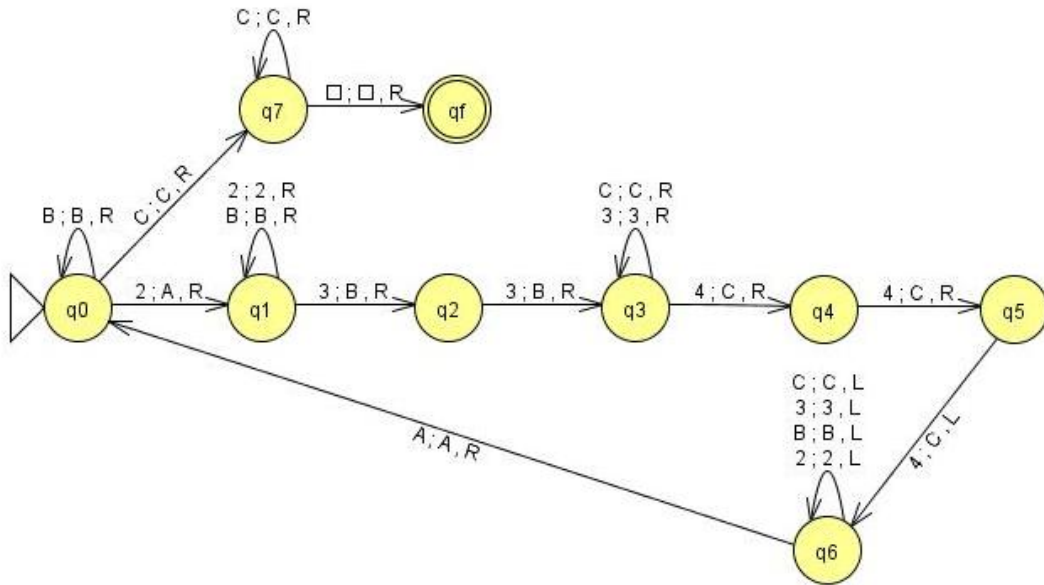 C ; C , R
q7
□ ; □ , R
qf
C ; C , R
B ; B , R
2 ; 2 , R
B ; B , R
C ; C , R
3 ; 3 , R
q0
2 ; A , R
q1
3 ; B , R
q2
3 ; B , R
q3
4 ; C , R
q4
4 ; C , R
q5
C ; C , L
3 ; 3 , L
B ; B , L
2 ; 2 , L
4 ; C , L
A ; A , R
q6